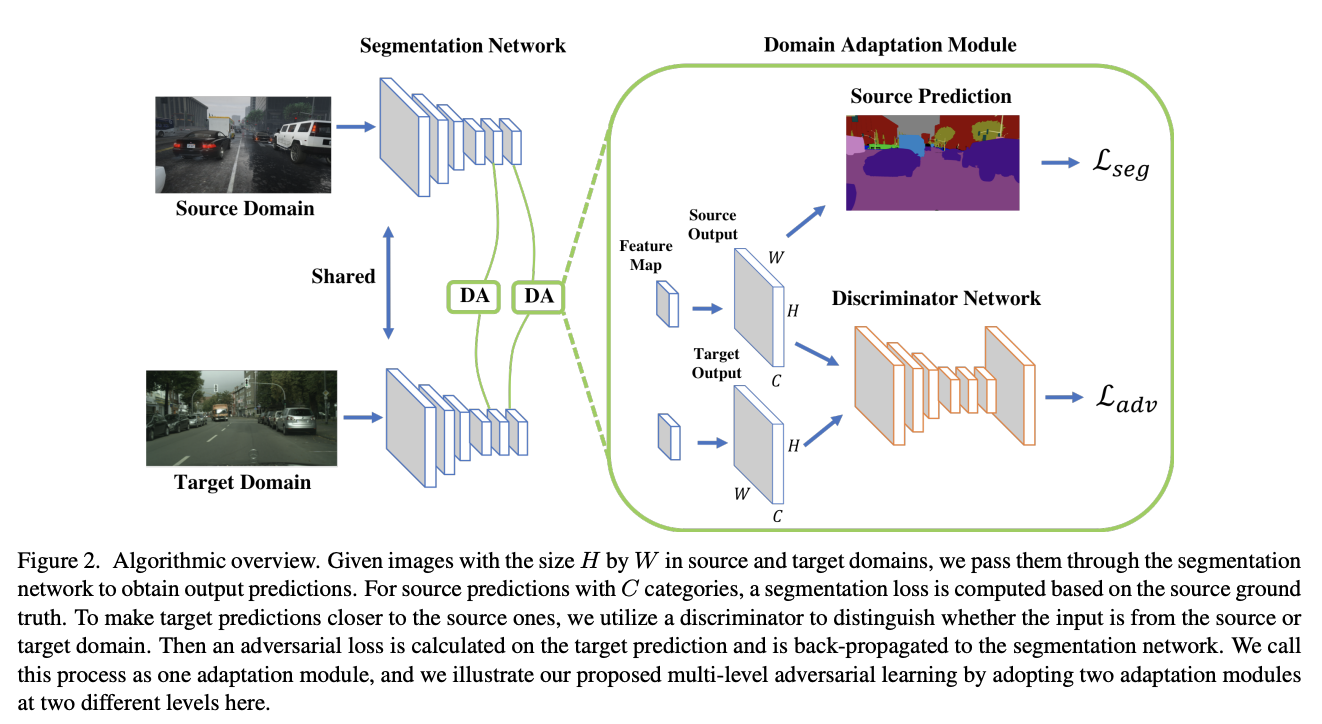 Segmentation Network
Domain Adaptation Module
Source Prediction
Source Domain
ℒseg
Source
Output
Feature
Map
W
Shared
DA
DA
H
Discriminator Network
Target
Output
C
ℒadv
H
Target Domain
W
C
Figure 2. Algorithmic overview. Given images with the size H by W in source and target domains, we pass them through the segmentation
network to obtain output predictions. For source predictions with C categories, a segmentation loss is computed based on the source ground
truth. To make target predictions closer to the source ones, we utilize a discriminator to distinguish whether the input is from the source or
target domain. Then an adversarial loss is calculated on the target prediction and is back-propagated to the segmentation network. We call
this process as one adaptation module, and we illustrate our proposed multi-level adversarial learning by adopting two adaptation modules
at two different levels here.